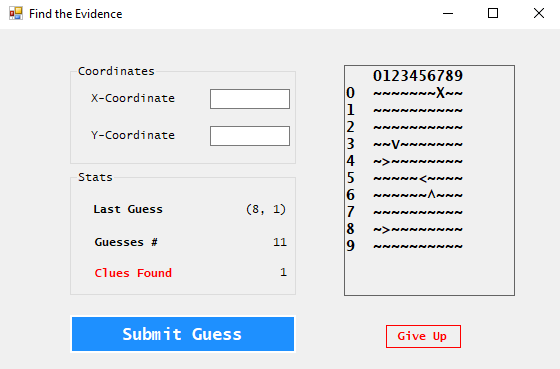 Find the Evidence
Coordinates
X-Coordinate
Y-Coordinate
Stats
Last Guess (8, 1)
Guesses # 11
Clues Found 1
Submit Guess
0123456789
0 ~~~~~~~X~~
1 ~~~~~~~~~~
2 ~~~~~~~~~~
3 ~~V~~~~~~~
4 ~>~~~~~~~~
5 ~~~~~<~~~~
6 ~~~~~~^~~~
7 ~~~~~~~~~~
8 ~>~~~~~~~~
9 ~~~~~~~~~~
Give Up